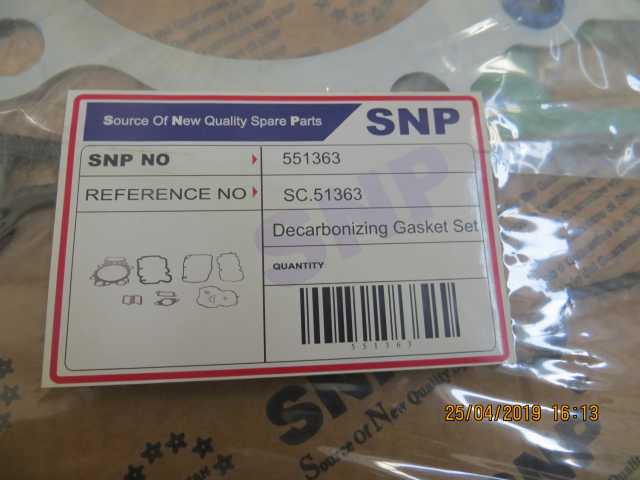 Source Of New Quality Spare Parts
SNP
SNP NO
551363
REFERENCE NO
SC.51363
SNP
Decarbonizing Gasket Set
QUANTITY
551363
SNP
Source Of New Quality
25/04/2019 16:13